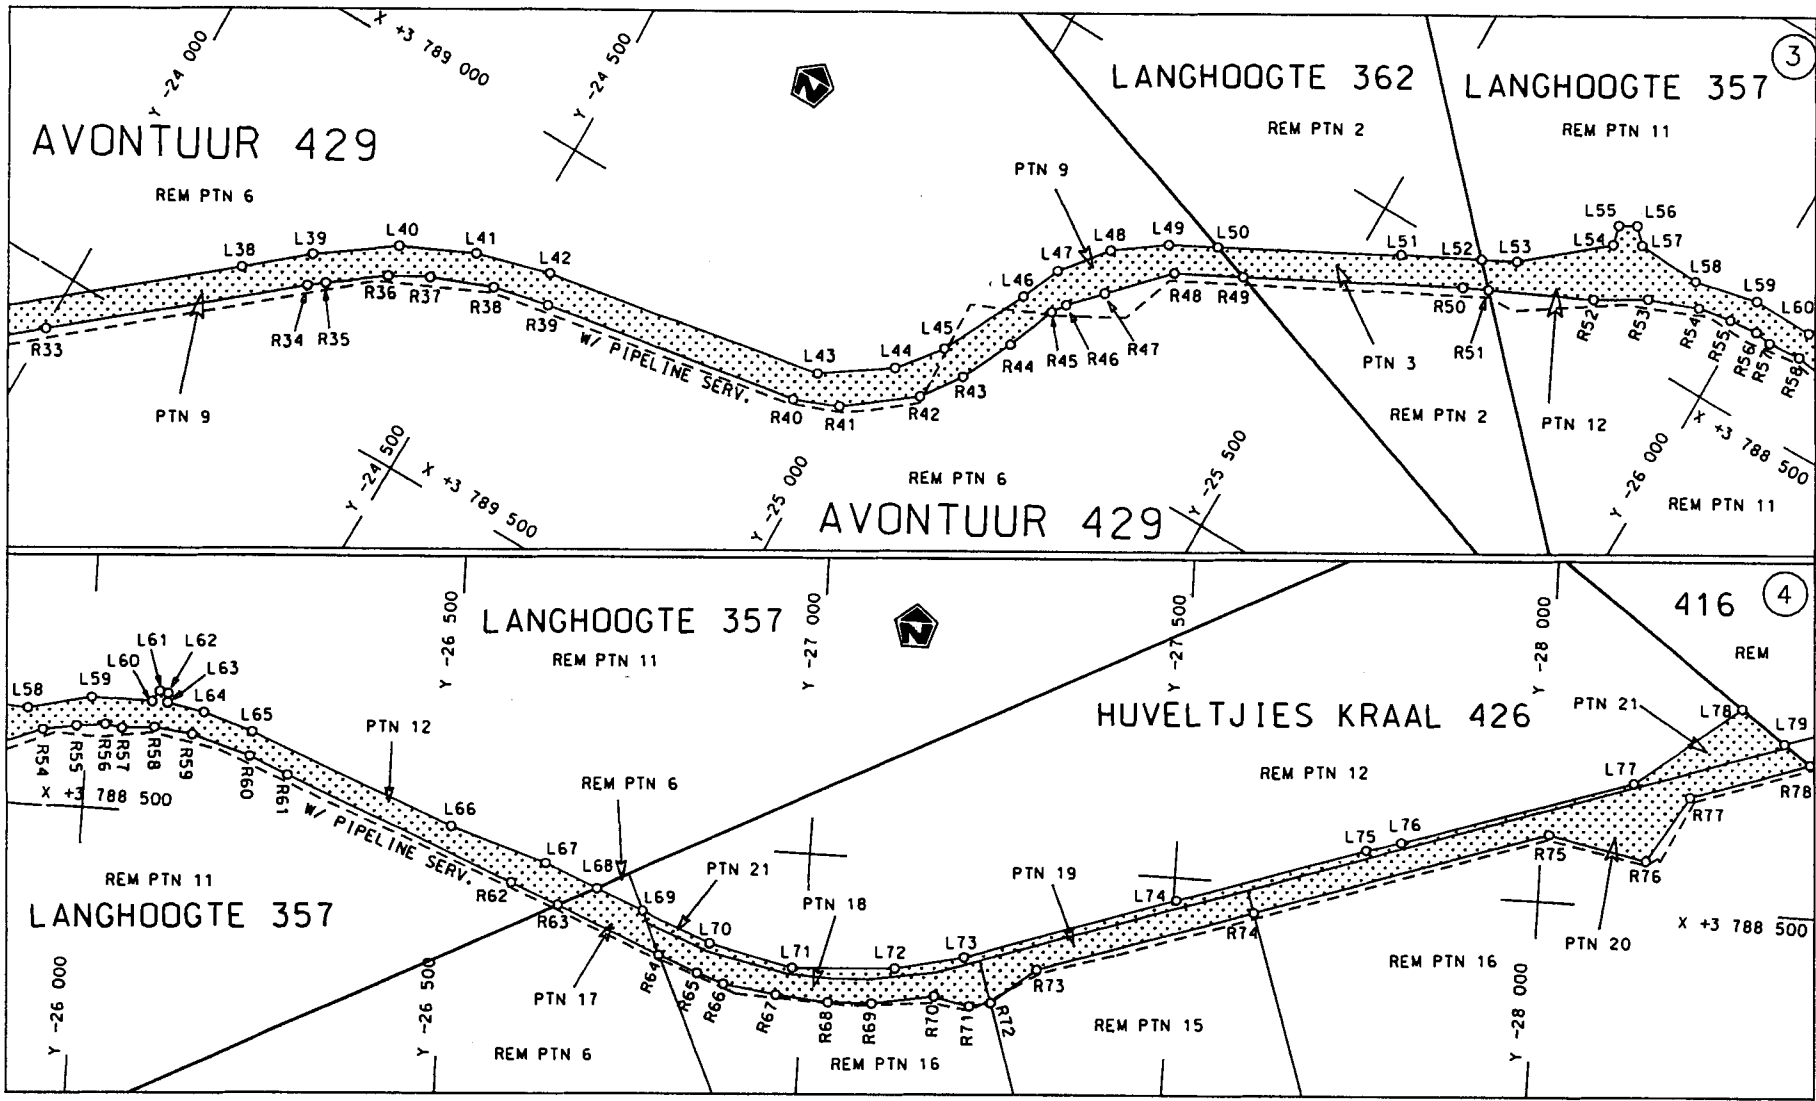 X +3 789 000
Y -24 000
Y -24 500
3
LANGHOOGTE 362
REM PTN 2
LANGHOOGTE 357
REM PTN 11
AVONTUUR 429
REM PTN 6
PTN 9
L38
L39
L40
L41
L42
L43
L44
L45
L46
L47
L48
L49
L50
L51
L52
L53
L54
L55
L56
L57
L58
L59
L60
R33
R34
R35
R36
R37
R38
R39
R40
R41
R42
R43
R44
R45
R46
R47
R48
R49
R50
R51
R52
R53
R54
R55
R56
R57
R58
W/ PIPELINE SERV.
PTN 9
PTN 3
REM PTN 2
PTN 12
Y -24 500
X +3 789 500
Y -25 000
REM PTN 6
AVONTUUR 429
Y -25 500
Y -26 000
X +3 788 500
REM PTN 11
Y -26 500
LANGHOOGTE 357
REM PTN 11
N
Y -27 000
Y -27 500
Y -28 000
416
4
REM
HUVELTJIES KRAAL 426
REM PTN 12
PTN 21
L58
L59
L60
L61
L62
L63
L64
L65
L66
L67
L68
L69
L70
L71
L72
L73
L74
L75
L76
L77
L78
L79
PTN 12
REM PTN 6
PTN 21
PTN 18
PTN 19
R54
R55
R56
R57
R58
R59
R60
R61
R62
R63
R64
R65
R66
R67
R68
R69
R70
R71
R72
R73
R74
R75
R76
R77
R78
X +3 788 500
W/ PIPELINE SERV.
REM PTN 11
LANGHOOGTE 357
PTN 17
PTN 20
X +3 788 500
REM PTN 16
REM PTN 15
Y -26 000
Y -26 500
REM PTN 6
REM PTN 16
Y -28 000